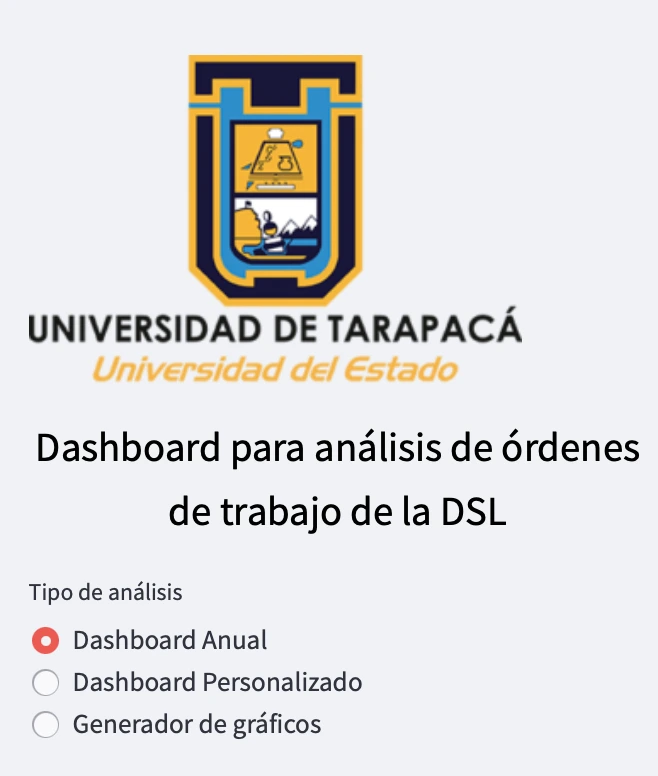 UNIVERSIDAD DE TARAPACÁ
Universidad del Estado
Dashboard para análisis de órdenes
de trabajo de la DSL
Tipo de análisis
Dashboard Anual
Dashboard Personalizado
Generador de gráficos